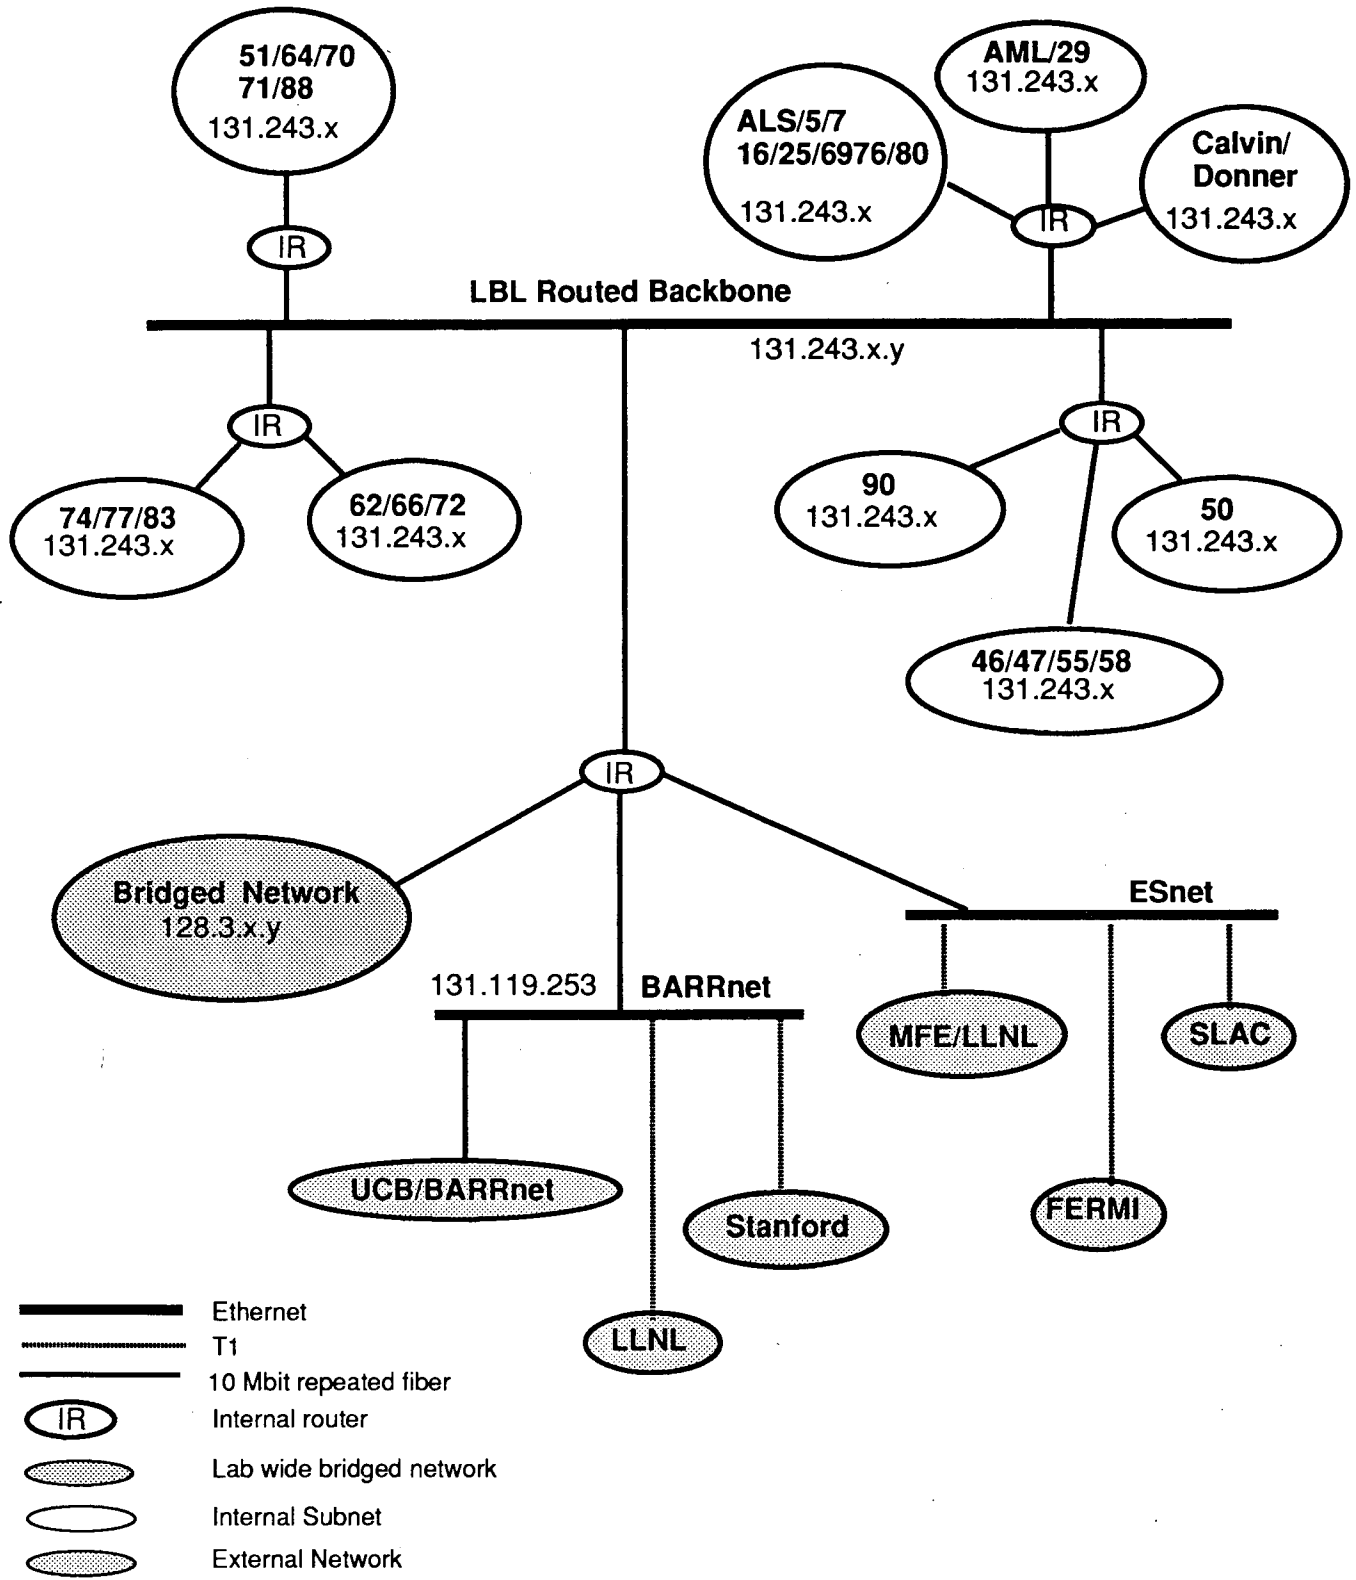 51/64/70
71/88
131.243.x
IR
ALS/5/7
16/25/6976/80
131.243.x
AML/29
131.243.x
Calvin/
Donner
131.243.x
IR
LBL Routed Backbone
131.243.x.y
IR
74/77/83
131.243.x
62/66/72
131.243.x
IR
90
131.243.x
50
131.243.x
46/47/55/58
131.243.x
IR
Bridged Network
128.3.x.y
131.119.253 BARRnet
ESnet
MFE/LLNL
SLAC
UCB/BARRnet
Stanford
FERMI
LLNL
Ethernet
T1
10 Mbit repeated fiber
IR Internal router
Lab wide bridged network
Internal Subnet
External Network